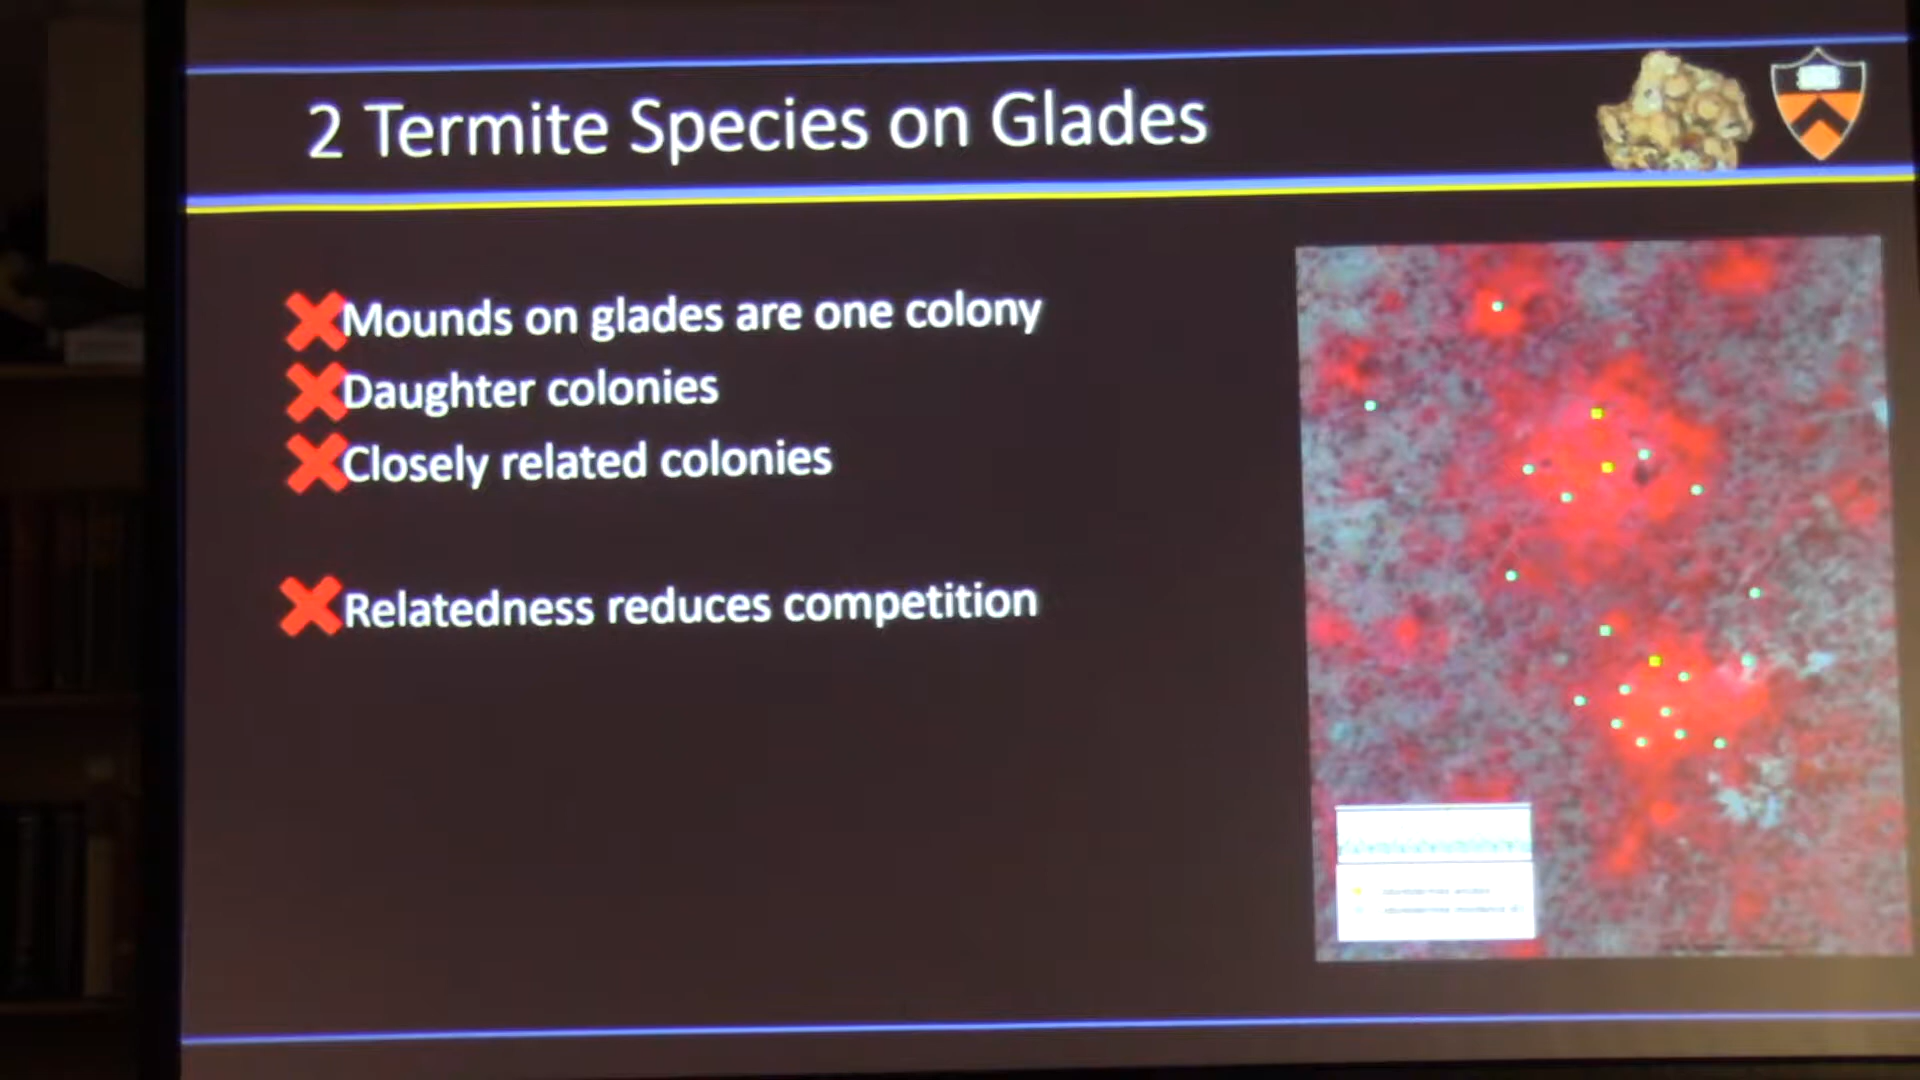 2 Termite Species on Glades
Mounds on glades are one colony
Daughter colonies
Closely related colonies
Relatedness reduces competition